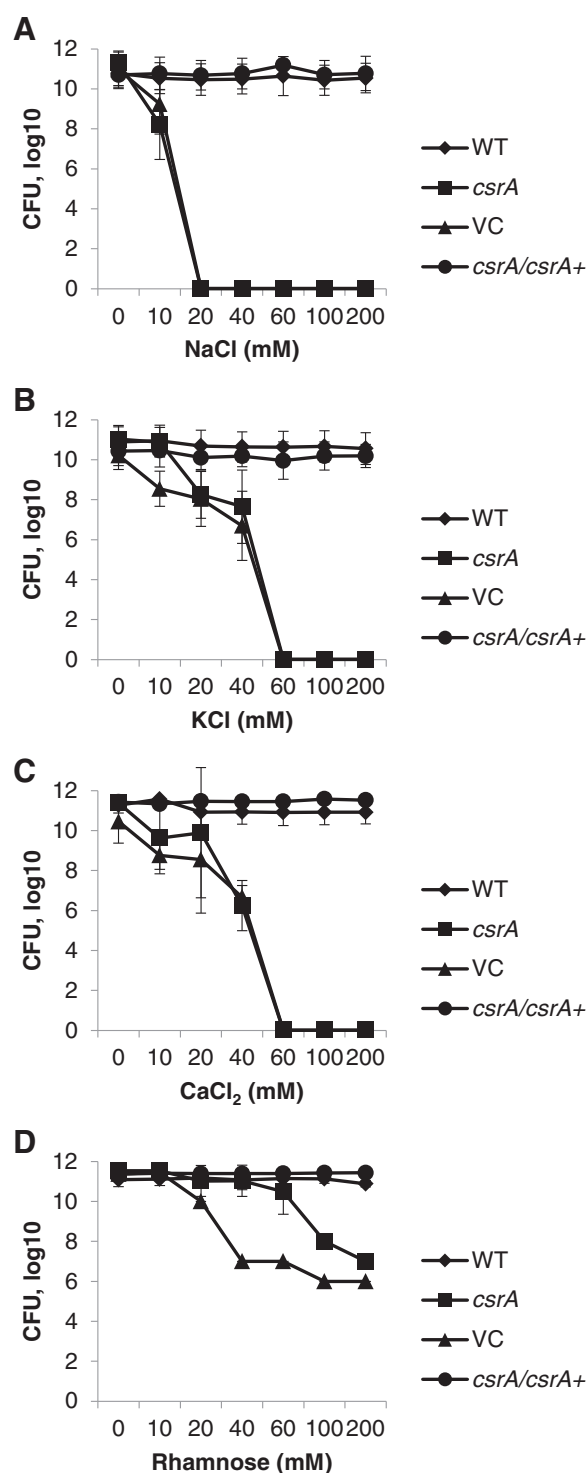 A
CFU, log10
12
10
8
6
4
2
0
0 10 20 40 60 100 200
NaCl (mM)
WT
csrA
VC
csrA/csrA+
B
CFU, log10
12
10
8
6
4
2
0
0 10 20 40 60 100 200
KCl (mM)
WT
csrA
VC
csrA/csrA+
C
CFU, log10
12
10
8
6
4
2
0
0 10 20 40 60 100 200
CaCl₂ (mM)
WT
csrA
VC
csrA/csrA+
D
CFU, log10
12
10
8
6
4
2
0
0 10 20 40 60 100 200
Rhamnose (mM)
WT
csrA
VC
csrA/csrA+